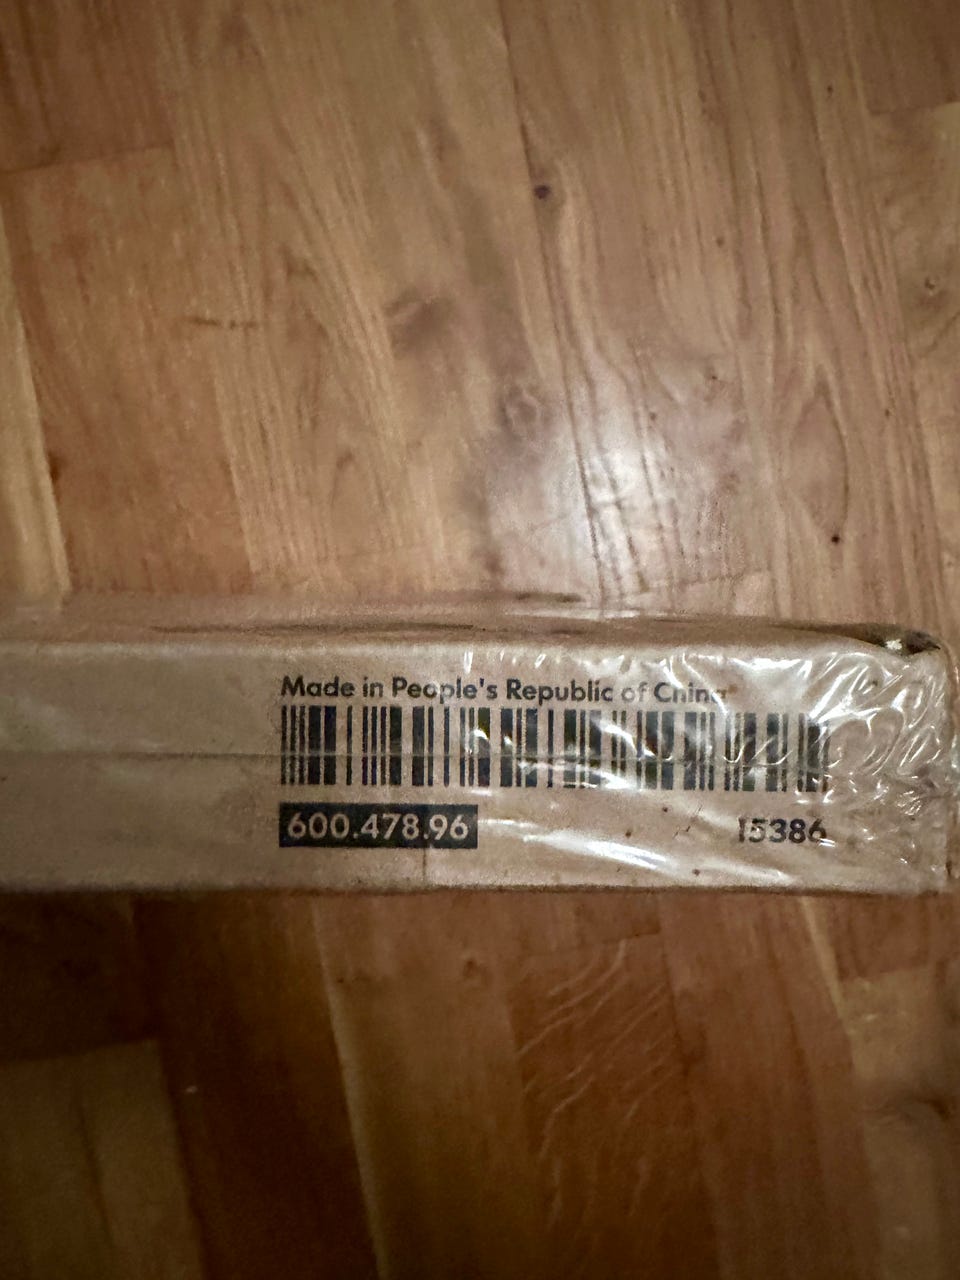 Made in People's Republic of China
600.478.96
15386